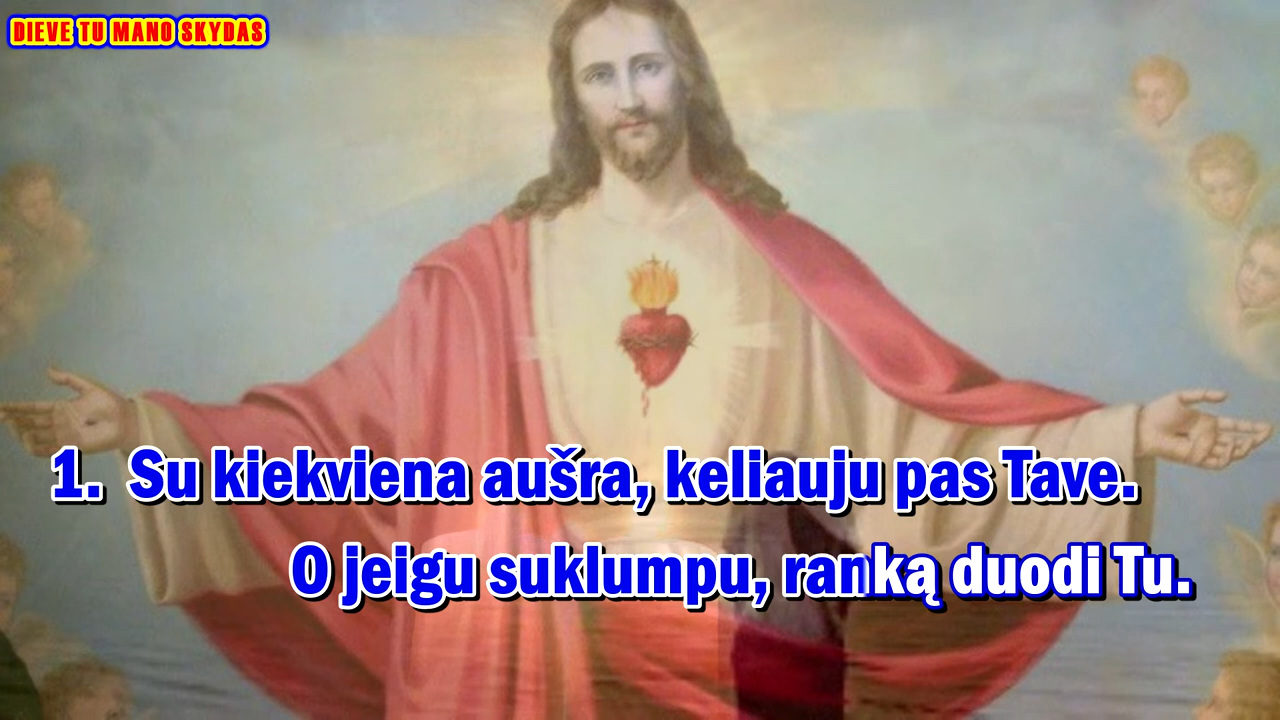 DIEVE TU MANO SKYDAS
1. Su kiekviena aušra, keliauju pas Tave.
O jeigu suklumpu, ranką duodi Tu.